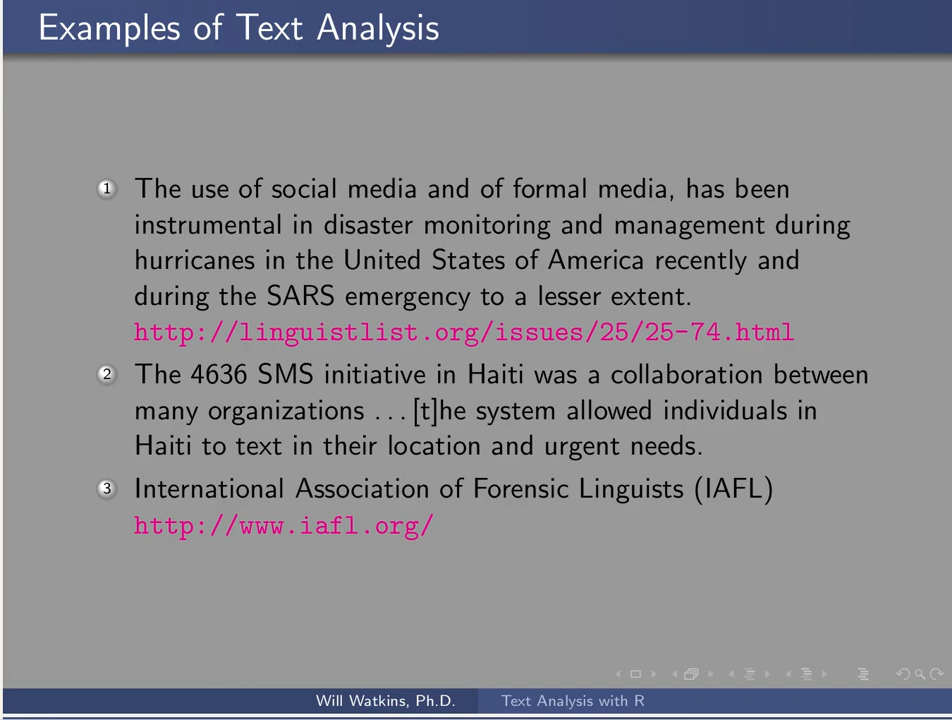 Examples of Text Analysis
1 The use of social media and of formal media, has been
instrumental in disaster monitoring and management during
hurricanes in the United States of America recently and
during the SARS emergency to a lesser extent.
http://linguistlist.org/issues/25/25-74.html
2 The 4636 SMS initiative in Haiti was a collaboration between
many organizations . . . [t]he system allowed individuals in
Haiti to text in their location and urgent needs.
3 International Association of Forensic Linguists (IAFL)
http://www.iafl.org/
Will Watkins, Ph.D. Text Analysis with R